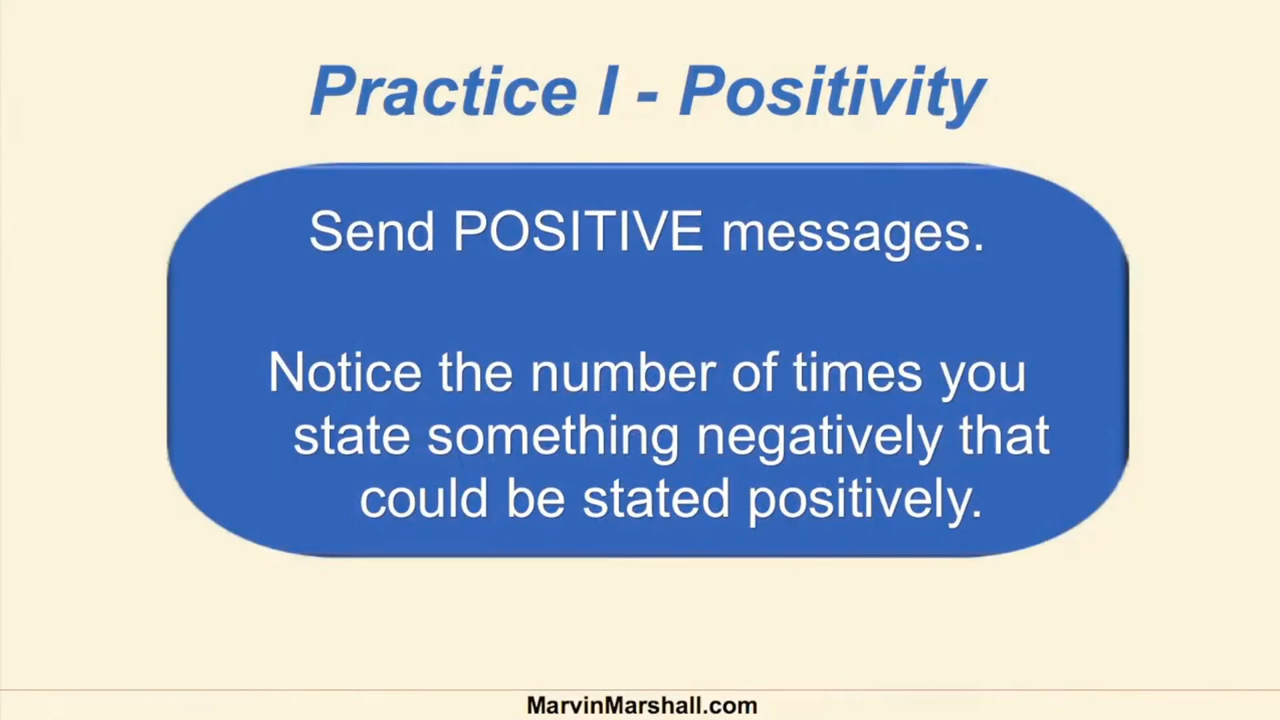 Practice I - Positivity
Send POSITIVE messages.
Notice the number of times you
state something negatively that
could be stated positively.
MarvinMarshall.com